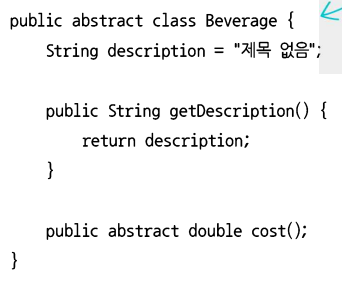 public abstract class Beverage {
    String description = "제목 없음";

    public String getDescription() {
        return description;
    }

    public abstract double cost();
}